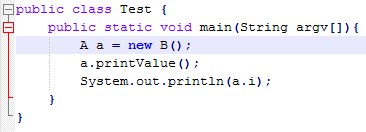 public class Test {
    public static void main(String argv[]){
        A a = new B();
        a.printValue();
        System.out.println(a.i);
    }
}